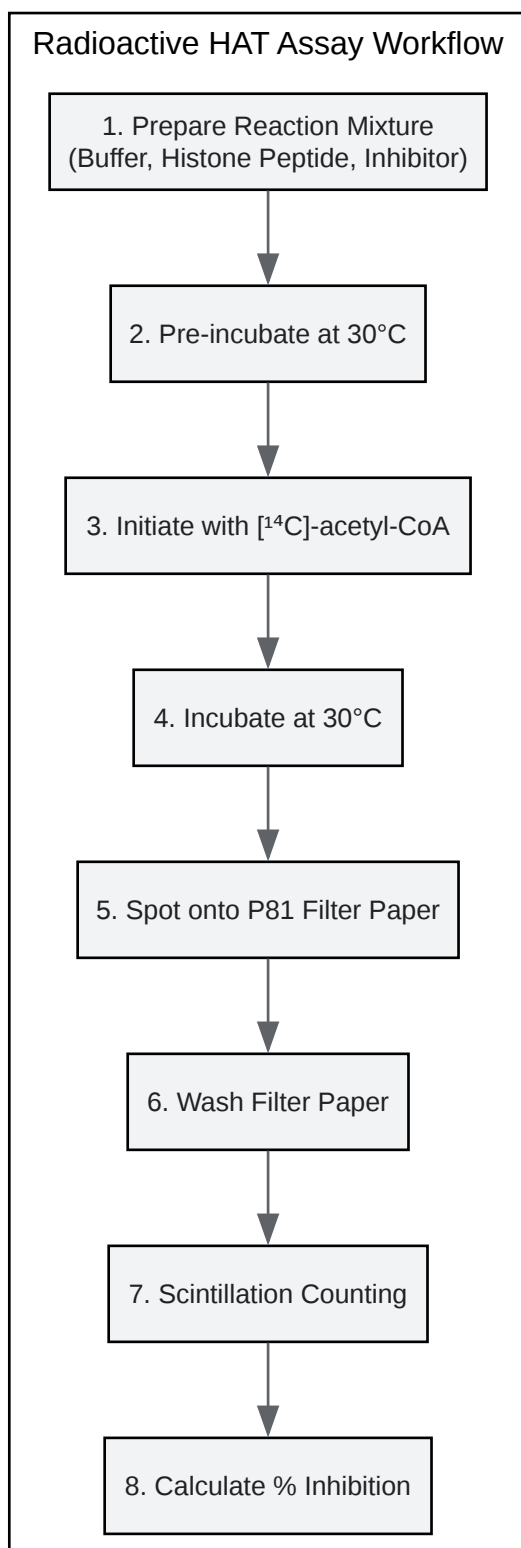 Radioactive HAT Assay Workflow
1. Prepare Reaction Mixture
(Buffer, Histone Peptide, Inhibitor)
2. Pre-incubate at 30°C
3. Initiate with [¹⁴C]-acetyl-CoA
4. Incubate at 30°C
5. Spot onto P81 Filter Paper
6. Wash Filter Paper
7. Scintillation Counting
8. Calculate % Inhibition